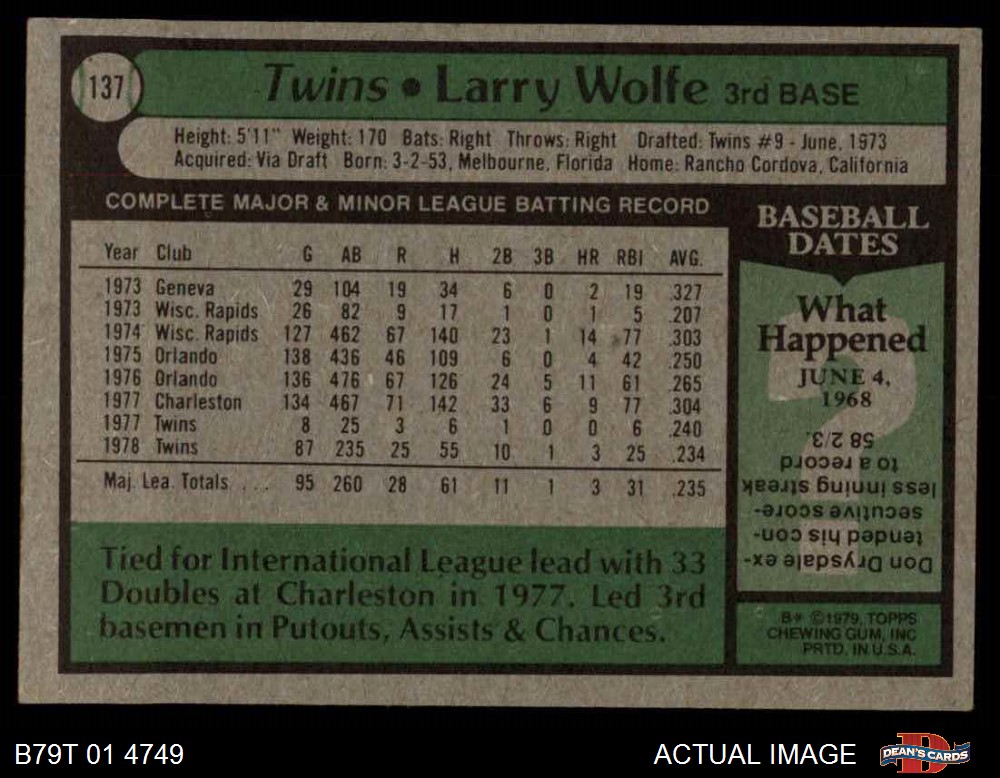 137
Twins • Larry Wolfe 3rd BASE
Height: 5'11" Weight: 170 Bats: Right Throws: Right Drafted: Twins #9 - June, 1973
Acquired: Via Draft Born: 3-2-53, Melbourne, Florida Home: Rancho Cordova, California
COMPLETE MAJOR & MINOR LEAGUE BATTING RECORD
Year Club G AB R H 2B 3B HR RBI AVG.
1973 Geneva 29 104 19 34 6 0 2 19 .327
1973 Wisc. Rapids 26 82 9 17 1 0 1 5 .207
1974 Wisc. Rapids 127 462 67 140 23 1 14 77 .303
1975 Orlando 138 436 46 109 6 0 4 42 .250
1976 Orlando 136 476 67 126 24 5 11 61 .265
1977 Charleston 134 467 71 142 33 6 9 77 .304
1977 Twins 8 25 3 6 1 0 0 6 .240
1978 Twins 87 235 25 55 10 1 3 25 .234
Maj. Lea. Totals ... 95 260 28 61 11 1 3 31 .235
Tied for International League lead with 33
Doubles at Charleston in 1977. Led 3rd
basemen in Putouts, Assists & Chances.
BASEBALL
DATES
What
Happened
JUNE 4,
1968
Don Drysdale ex-
tended his con-
secutive score-
less inning streak
to a record
58 2/3.
B* ©1979, TOPPS
CHEWING GUM, INC
PRTD. IN U.S.A.
B79T 01 4749
ACTUAL IMAGE
D
DEAN'S CARDS